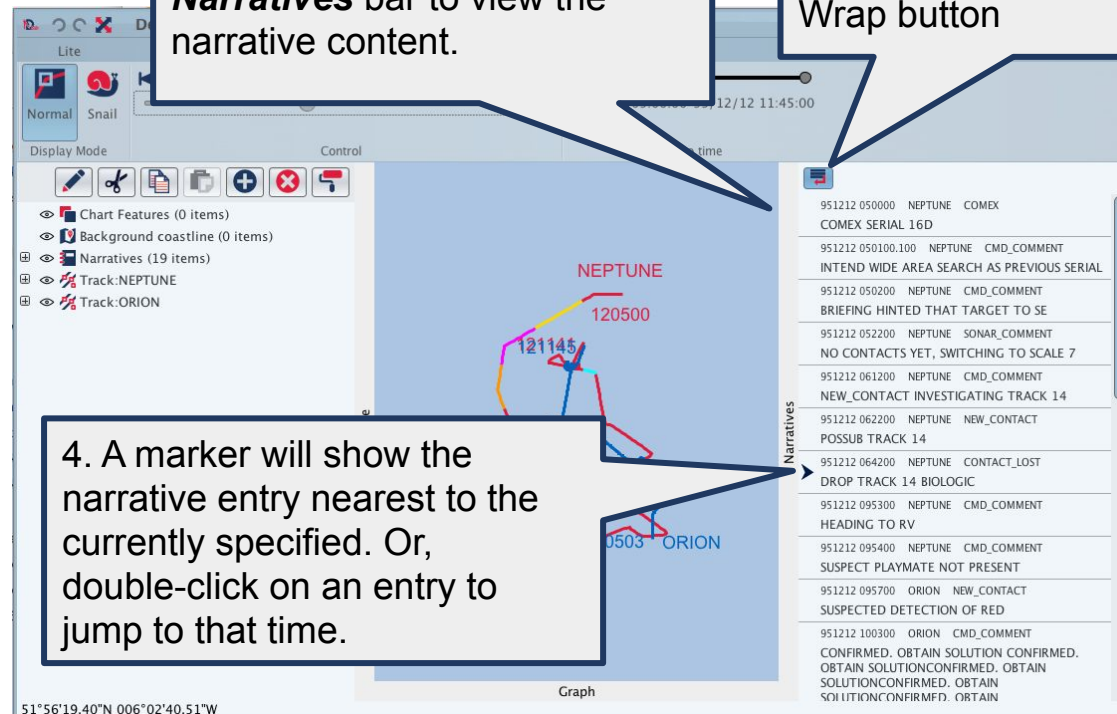 Narratives bar to view the
narrative content.
Wrap button
Lite
Normal
Snail
12/12 11:45:00
Display Mode
Control
time
Chart Features (0 items)
Background coastline (0 items)
Narratives (19 items)
Track:NEPTUNE
Track:ORION
NEPTUNE
120500
121145
0503
ORION
Narratives
Graph
4. A marker will show the
narrative entry nearest to the
currently specified. Or,
double-click on an entry to
jump to that time.
951212 050000 NEPTUNE COMEX
COMEX SERIAL 16D
951212 050100.100 NEPTUNE CMD_COMMENT
INTEND WIDE AREA SEARCH AS PREVIOUS SERIAL
951212 050200 NEPTUNE CMD_COMMENT
BRIEFING HINTED THAT TARGET TO SE
951212 052200 NEPTUNE SONAR_COMMENT
NO CONTACTS YET, SWITCHING TO SCALE 7
951212 061200 NEPTUNE CMD_COMMENT
NEW_CONTACT INVESTIGATING TRACK 14
951212 062200 NEPTUNE NEW_CONTACT
POSSUB TRACK 14
951212 064200 NEPTUNE CONTACT_LOST
DROP TRACK 14 BIOLOGIC
951212 095300 NEPTUNE CMD_COMMENT
HEADING TO RV
951212 095400 NEPTUNE CMD_COMMENT
SUSPECT PLAYMATE NOT PRESENT
951212 095700 ORION NEW_CONTACT
SUSPECTED DETECTION OF RED
951212 100300 ORION CMD_COMMENT
CONFIRMED. OBTAIN SOLUTION CONFIRMED.
OBTAIN SOLUTIONCONFIRMED. OBTAIN
SOLUTIONCONFIRMED. OBTAIN
SOLUTIONCONFIRMED. OBTAIN
51°56'19.40"N 006°02'40.51"W